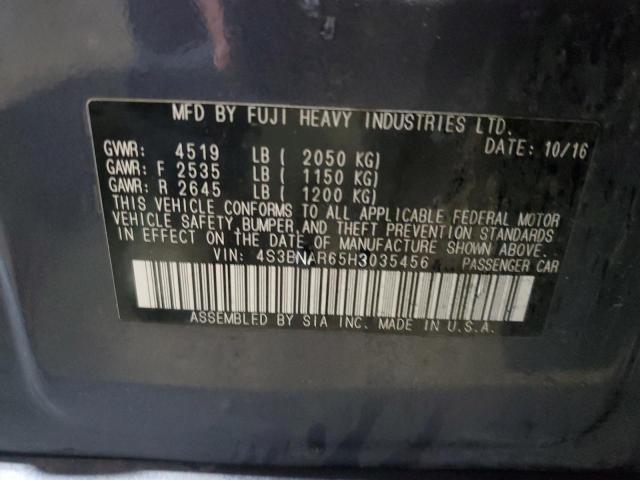 MFD BY FUJI HEAVY INDUSTRIES LTD.
DATE: 10/16
GVWR: 4519 LB ( 2050 KG)
GAWR: F 2535 LB ( 1150 KG)
GAWR: R 2645 LB ( 1200 KG)
THIS VEHICLE CONFORMS TO ALL APPLICABLE FEDERAL MOTOR
VEHICLE SAFETY, BUMPER, AND THEFT PREVENTION STANDARDS
IN EFFECT ON THE DATE OF MANUFACTURE SHOWN ABOVE.
VIN: 4S3BNAR65H3035456 PASSENGER CAR
ASSEMBLED BY SIA INC. MADE IN U.S.A.